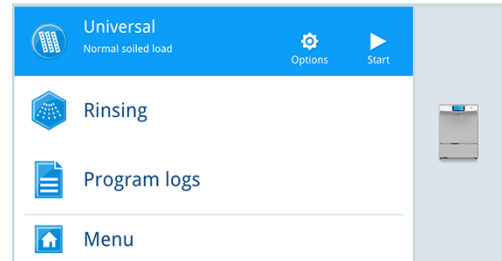 Universal
Normal soiled load
Options
Start
Rinsing
Program logs
Menu